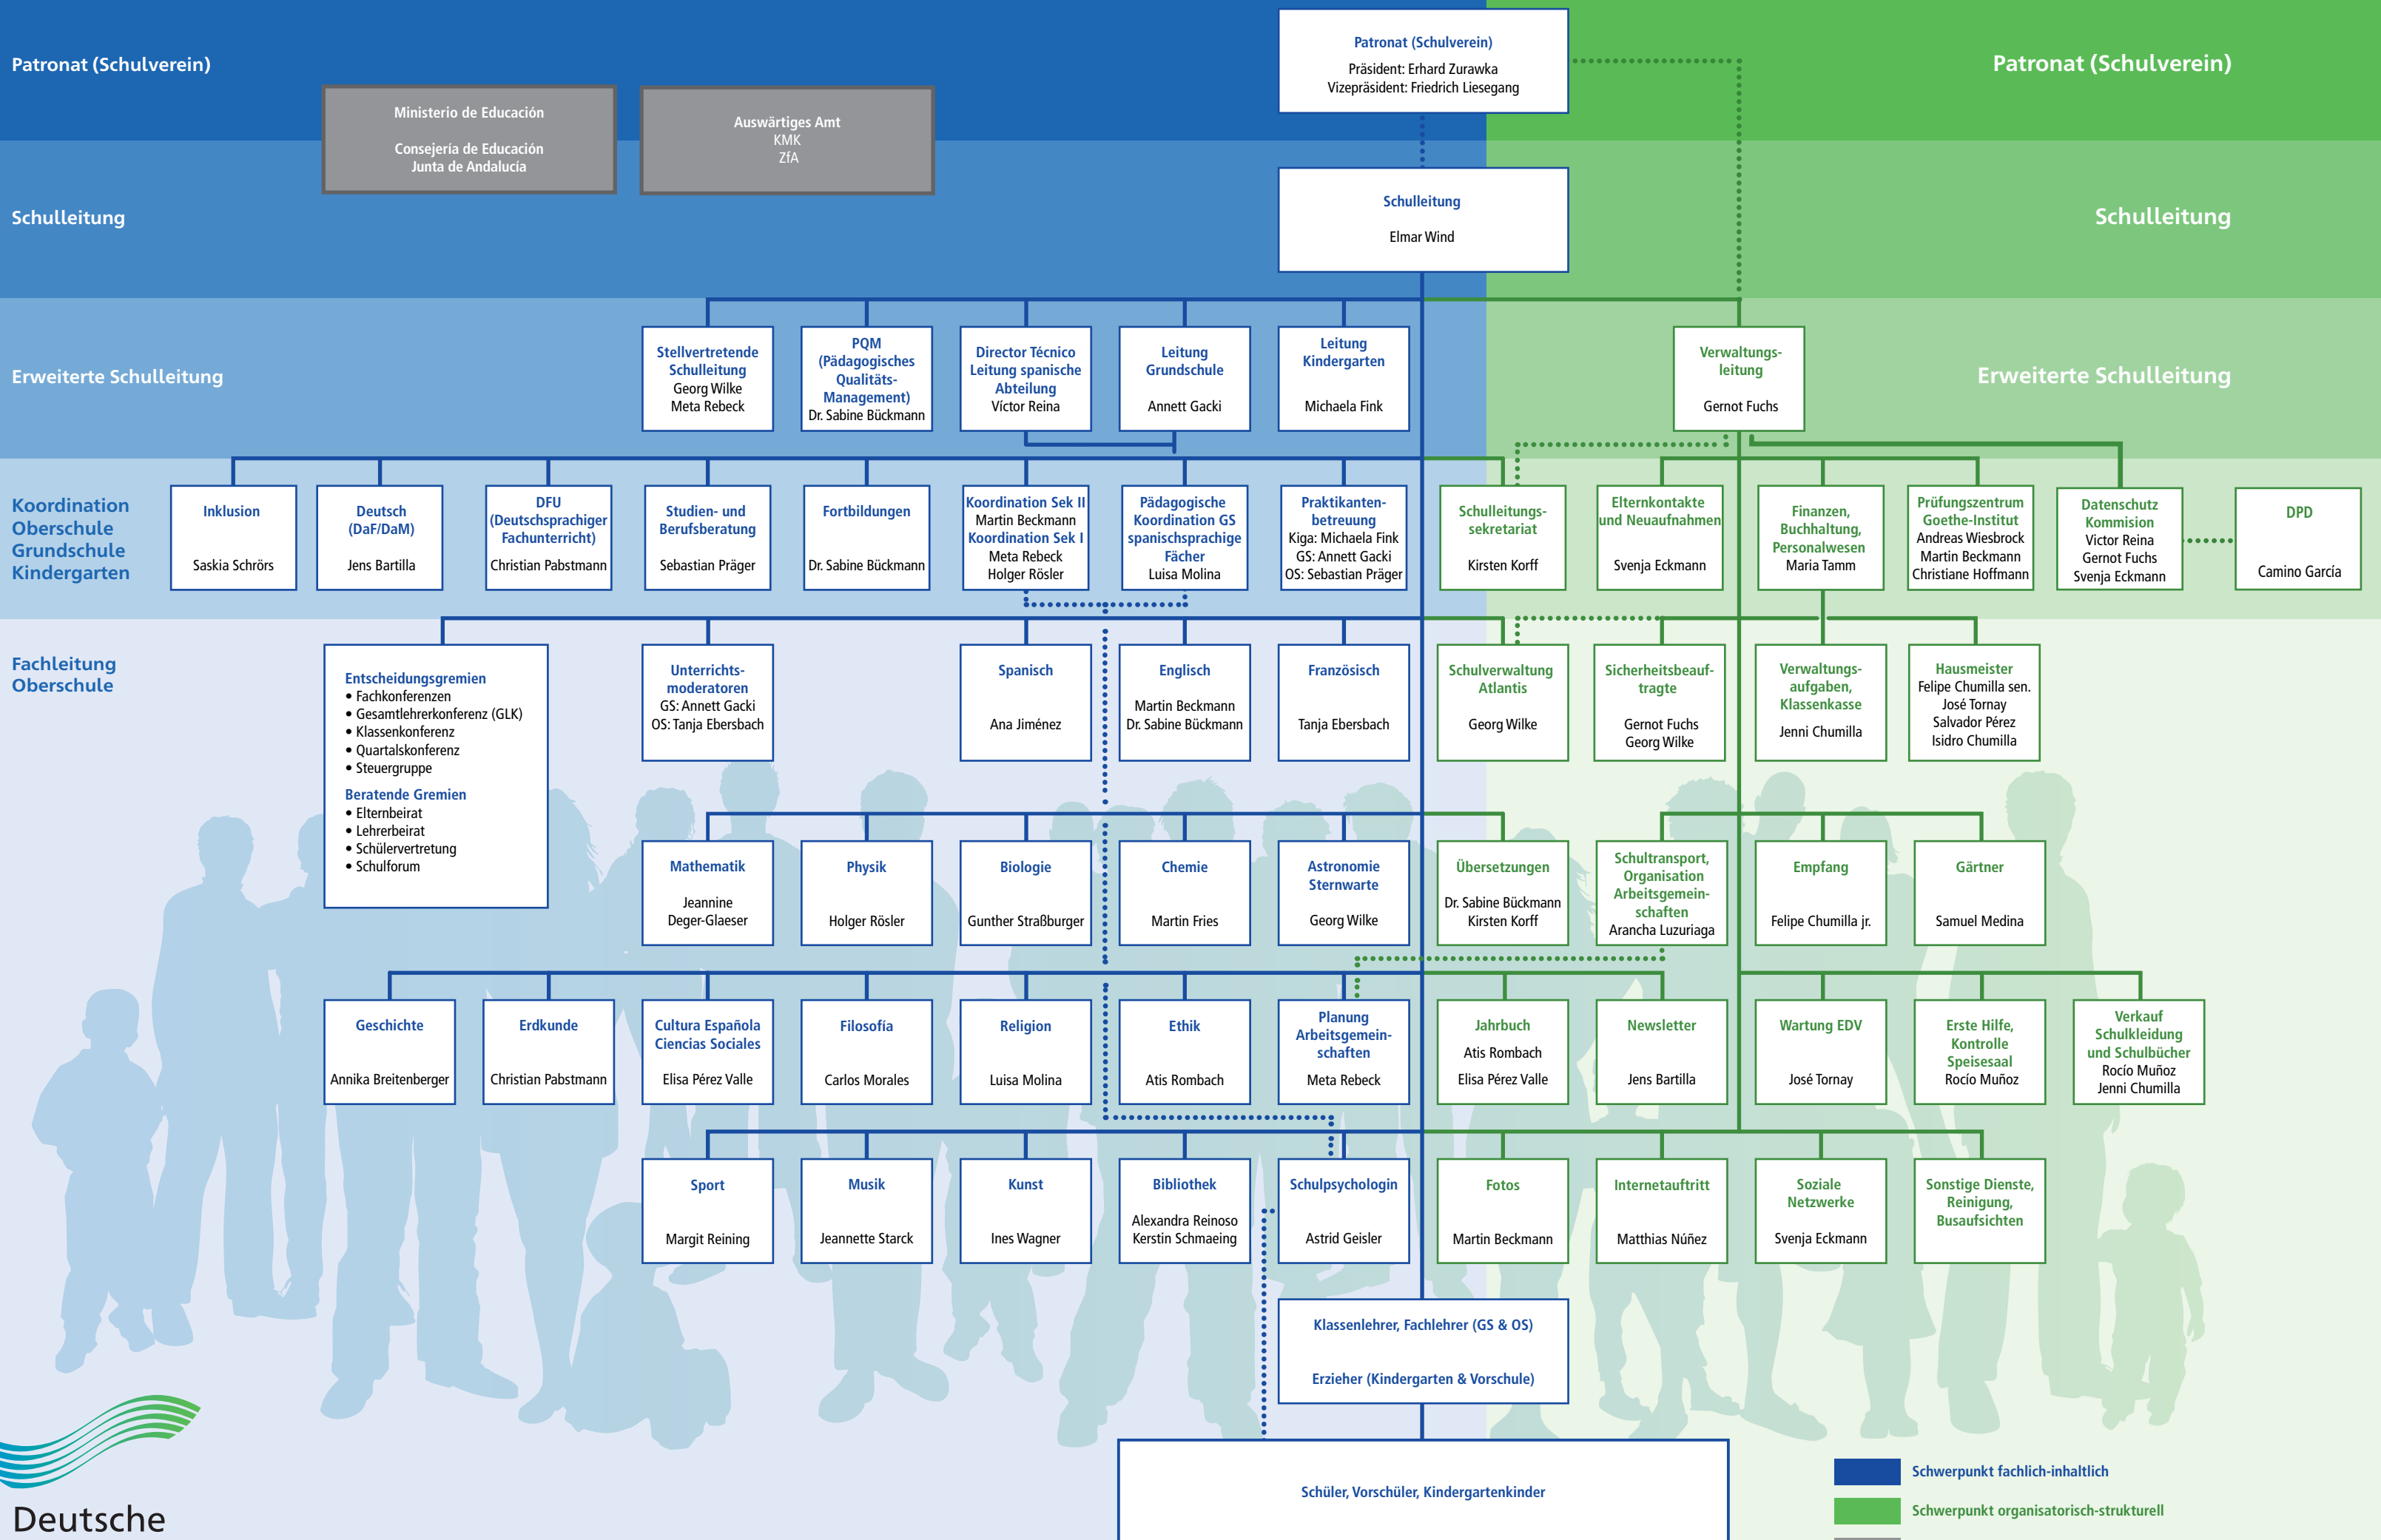 Patronat (Schulverein)
Patronat (Schulverein)
Präsident: Erhard Zurawka
Vizepräsident: Friedrich Liesegang
Patronat (Schulverein)
Ministerio de Educación
Consejería de Educación
Junta de Andalucía
Auswärtiges Amt
KMK
ZfA
Schulleitung
Schulleitung
Elmar Wind
Schulleitung
Erweiterte Schulleitung
Stellvertretende
Schulleitung
Georg Wilke
Meta Rebeck
PQM
(Pädagogisches
Qualitäts-
Management)
Dr. Sabine Bückmann
Director Técnico
Leitung spanische
Abteilung
Víctor Reina
Leitung
Grundschule
Annett Gacki
Leitung
Kindergarten
Michaela Fink
Verwaltungs-
leitung
Gernot Fuchs
Erweiterte Schulleitung
Koordination
Oberschule
Grundschule
Kindergarten
Inklusion
Saskia Schrörs
Deutsch
(DaF/DaM)
Jens Bartilla
DFU
(Deutschsprachiger
Fachunterricht)
Christian Pabstmann
Studien- und
Berufsberatung
Sebastian Präger
Fortbildungen
Dr. Sabine Bückmann
Koordination Sek II
Martin Beckmann
Koordination Sek I
Meta Rebeck
Holger Rösler
Pädagogische
Koordination GS
spanischsprachige
Fächer
Luisa Molina
Praktikanten-
betreuung
Kiga: Michaela Fink
GS: Annett Gacki
OS: Sebastian Präger
Schulleitungs-
sekretariat
Kirsten Korff
Elternkontakte
und Neuaufnahmen
Svenja Eckmann
Finanzen,
Buchhaltung,
Personalwesen
Maria Tamm
Prüfungszentrum
Goethe-Institut
Andreas Wiesbrock
Martin Beckmann
Christiane Hoffmann
Datenschutz
Kommision
Victor Reina
Gernot Fuchs
Svenja Eckmann
DPD
Camino García
Fachleitung
Oberschule
Entscheidungsgremien
• Fachkonferenzen
• Gesamtlehrerkonferenz (GLK)
• Klassenkonferenz
• Quartalskonferenz
• Steuergruppe
Beratende Gremien
• Elternbeirat
• Lehrerbeirat
• Schülervertretung
• Schulforum
Unterrichts-
moderatoren
GS: Annett Gacki
OS: Tanja Ebersbach
Spanisch
Ana Jiménez
Englisch
Martin Beckmann
Dr. Sabine Bückmann
Französisch
Tanja Ebersbach
Schulverwaltung
Atlantis
Georg Wilke
Sicherheitsbeauf-
tragte
Gernot Fuchs
Georg Wilke
Verwaltungs-
aufgaben,
Klassenkasse
Jenni Chumilla
Hausmeister
Felipe Chumilla sen.
José Tornay
Salvador Pérez
Isidro Chumilla
Mathematik
Jeannine
Deger-Glaeser
Physik
Holger Rösler
Biologie
Gunther Straßburger
Chemie
Martin Fries
Astronomie
Sternwarte
Georg Wilke
Übersetzungen
Dr. Sabine Bückmann
Kirsten Korff
Schultransport,
Organisation
Arbeitsgemein-
schaften
Arancha Luzuriaga
Empfang
Felipe Chumilla jr.
Gärtner
Samuel Medina
Geschichte
Annika Breitenberger
Erdkunde
Christian Pabstmann
Cultura Española
Ciencias Sociales
Elisa Pérez Valle
Filosofía
Carlos Morales
Religion
Luisa Molina
Ethik
Atis Rombach
Planung
Arbeitsgemein-
schaften
Meta Rebeck
Jahrbuch
Atis Rombach
Elisa Pérez Valle
Newsletter
Jens Bartilla
Wartung EDV
José Tornay
Erste Hilfe,
Kontrolle
Speisesaal
Rocío Muñoz
Verkauf
Schulkleidung
und Schulbücher
Rocío Muñoz
Jenni Chumilla
Sport
Margit Reining
Musik
Jeannette Starck
Kunst
Ines Wagner
Bibliothek
Alexandra Reinoso
Kerstin Schmaeing
Schulpsychologin
Astrid Geisler
Fotos
Martin Beckmann
Internetauftritt
Matthias Núñez
Soziale
Netzwerke
Svenja Eckmann
Sonstige Dienste,
Reinigung,
Busaufsichten
Klassenlehrer, Fachlehrer (GS & OS)
Erzieher (Kindergarten & Vorschule)
Schüler, Vorschüler, Kindergartenkinder
Schwerpunkt fachlich-inhaltlich
Schwerpunkt organisatorisch-strukturell
Deutsche